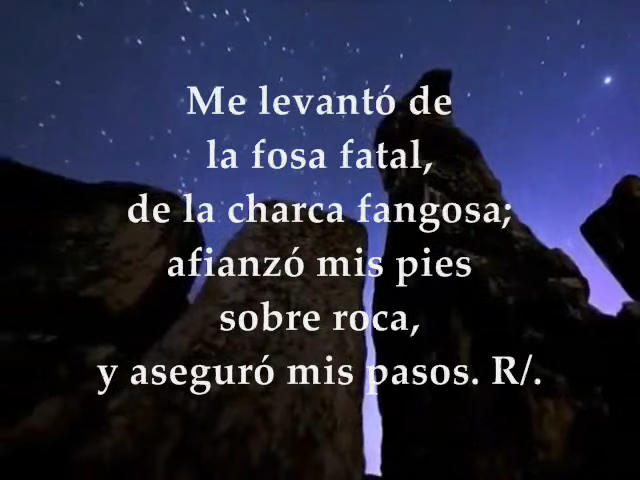 Me levantó de
la fosa fatal,
de la charca fangosa;
afianzó mis pies
sobre roca,
y aseguró mis pasos. R/.